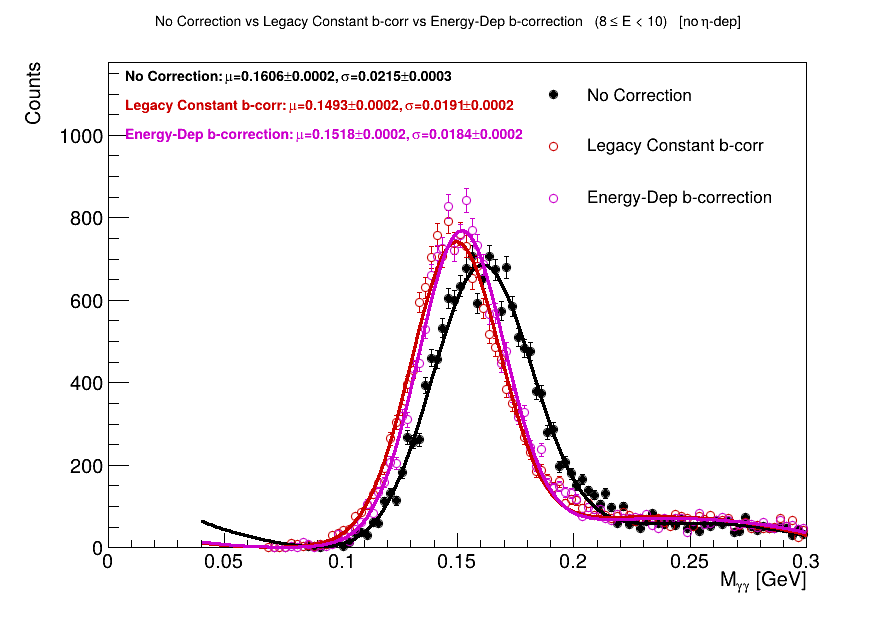 No Correction vs Legacy Constant b-corr vs Energy-Dep b-correction (8 ≤ E < 10) [no η-dep]
Counts
No Correction: μ=0.1606±0.0002, σ=0.0215±0.0003
Legacy Constant b-corr: μ=0.1493±0.0002, σ=0.0191±0.0002
Energy-Dep b-correction: μ=0.1518±0.0002, σ=0.0184±0.0002
No Correction
Legacy Constant b-corr
Energy-Dep b-correction
1000
800
600
400
200
0
0 0.05 0.1 0.15 0.2 0.25 0.3
Mγγ [GeV]